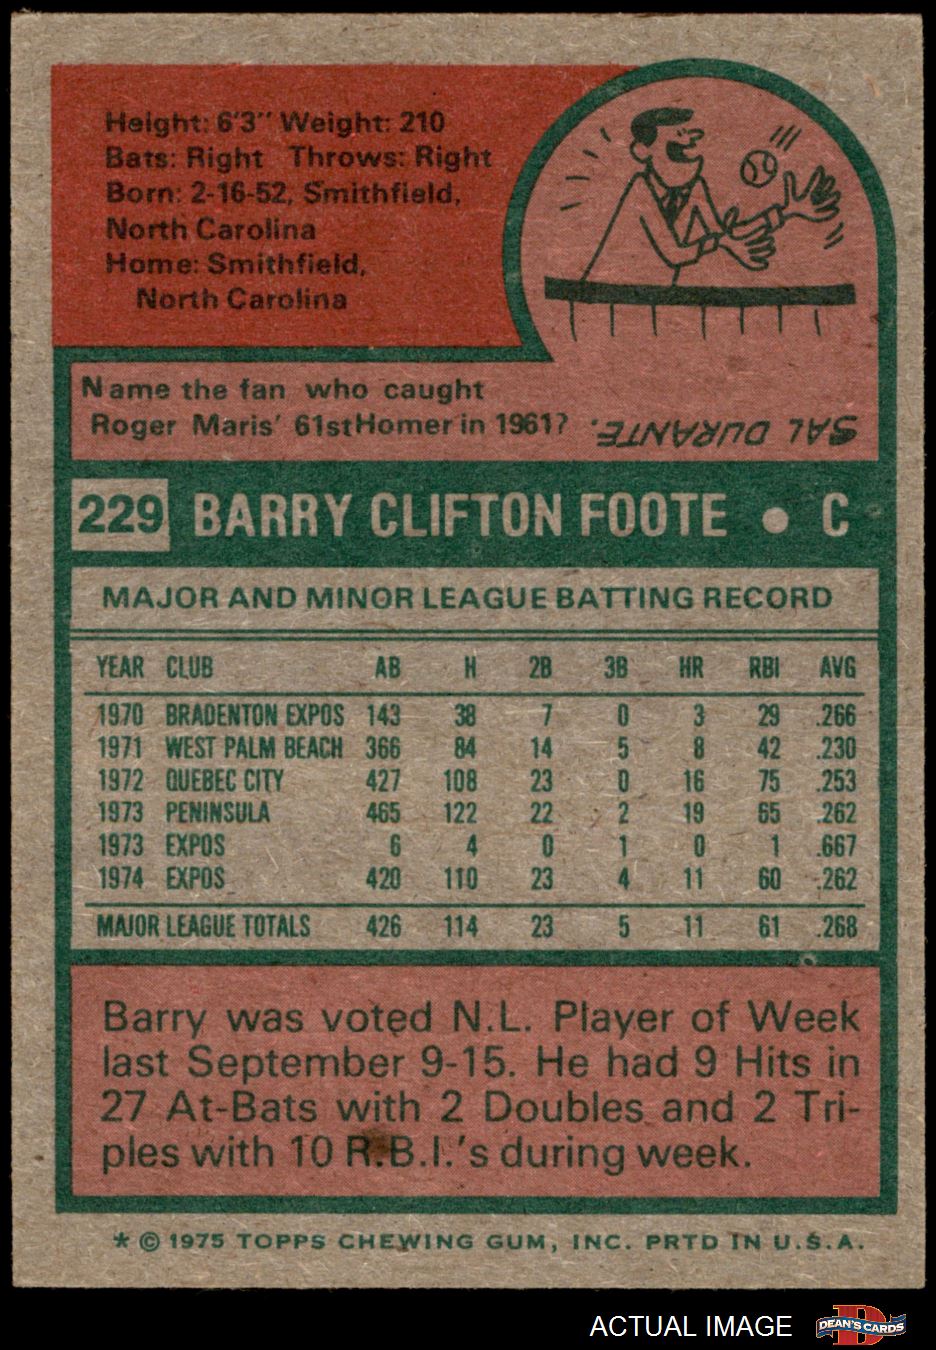 Height: 6'3" Weight: 210
Bats: Right Throws: Right
Born: 2-16-52, Smithfield,
North Carolina
Home: Smithfield,
North Carolina
Name the fan who caught
Roger Maris' 61st Homer in 1961?
SAL DURANTE.
229 BARRY CLIFTON FOOTE ● C
MAJOR AND MINOR LEAGUE BATTING RECORD
YEAR CLUB AB H 2B 3B HR RBI AVG
1970 BRADENTON EXPOS 143 38 7 0 3 29 .266
1971 WEST PALM BEACH 366 84 14 5 8 42 .230
1972 QUEBEC CITY 427 108 23 0 16 75 .253
1973 PENINSULA 465 122 22 2 19 65 .262
1973 EXPOS 6 4 0 1 0 1 .667
1974 EXPOS 420 110 23 4 11 60 .262
MAJOR LEAGUE TOTALS 426 114 23 5 11 61 .268
Barry was voted N.L. Player of Week
last September 9-15. He had 9 Hits in
27 At-Bats with 2 Doubles and 2 Tri-
ples with 10 R.B.I.'s during week.
* © 1975 TOPPS CHEWING GUM, INC. PRTD IN U.S.A.
ACTUAL IMAGE
DEAN'S CARDS